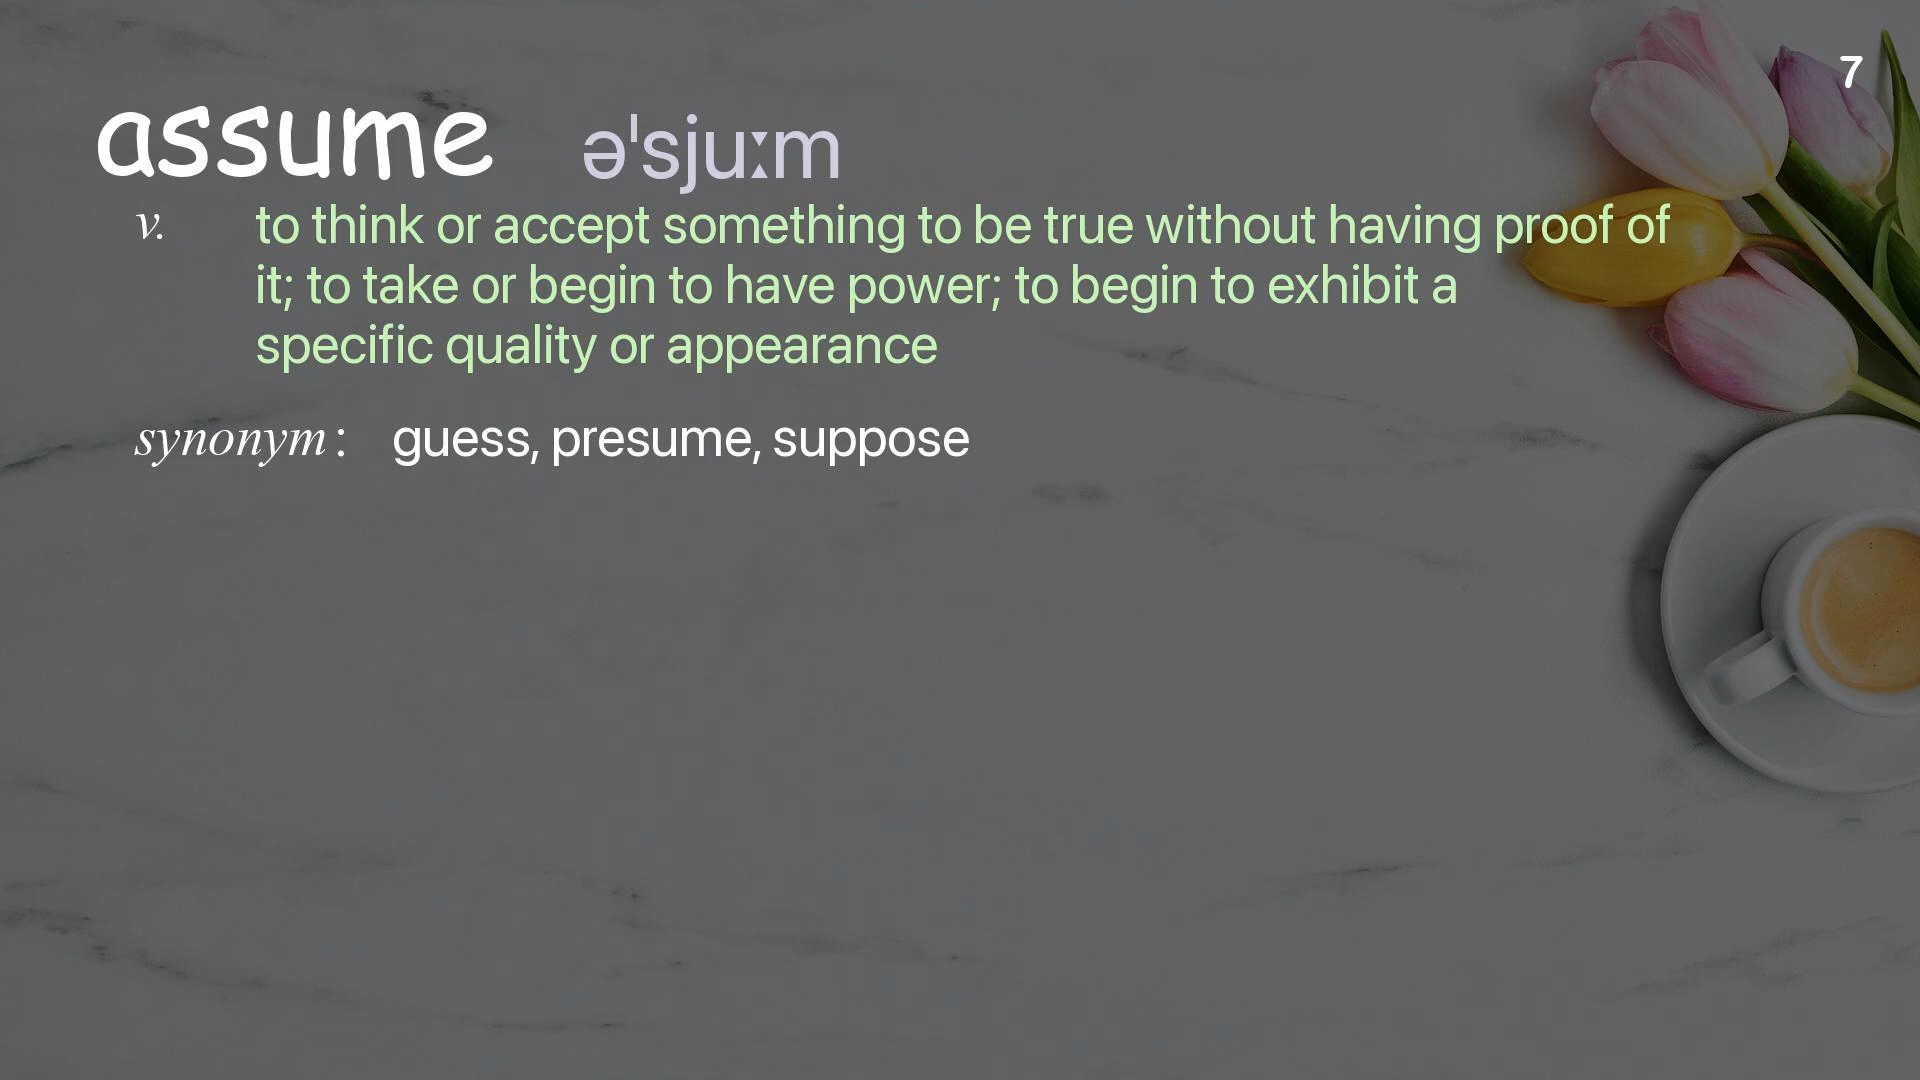 7
assume əˈsjuːm
v. to think or accept something to be true without having proof of
it; to take or begin to have power; to begin to exhibit a
specific quality or appearance
synonym : guess, presume, suppose